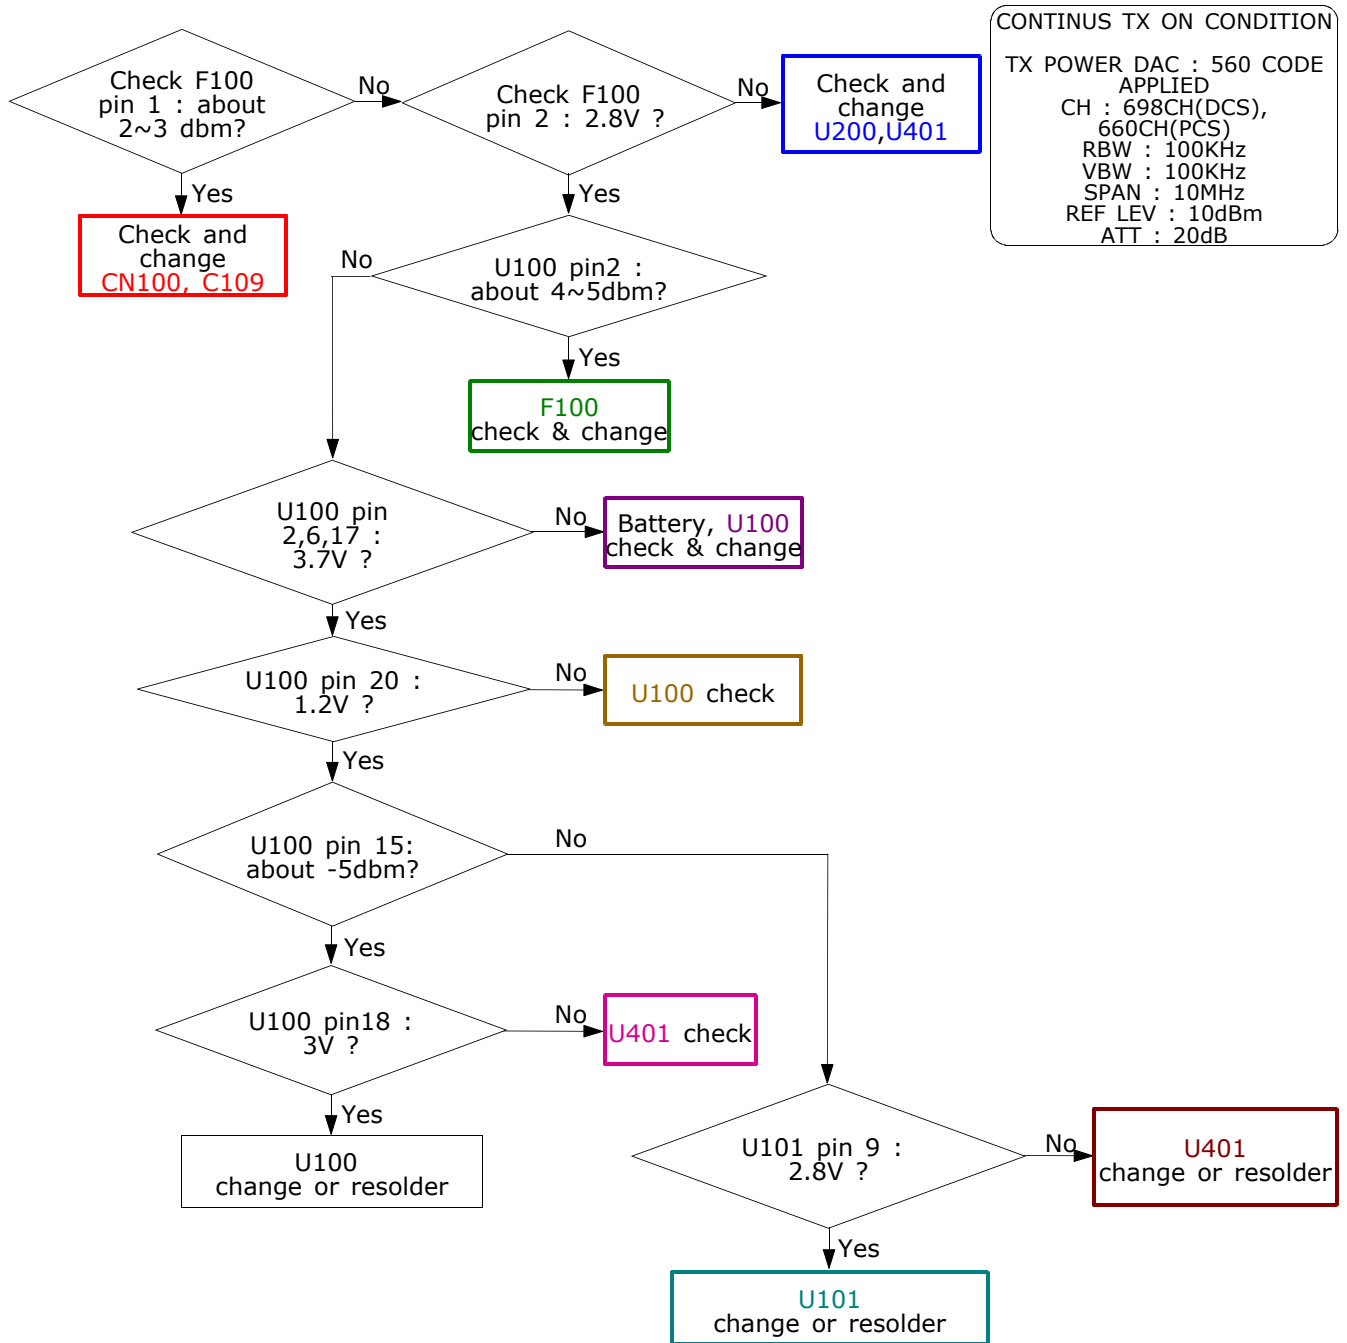 CONTINUS TX ON CONDITION
TX POWER DAC : 560 CODE
APPLIED
CH : 698CH(DCS),
660CH(PCS)
RBW : 100KHz
VBW : 100KHz
SPAN : 10MHz
REF LEV : 10dBm
ATT : 20dB
Check F100
pin 1 : about
2~3 dbm?
No
Check F100
pin 2 : 2.8V ?
No
Check and
change
U200,U401
Yes
Check and
change
CN100, C109
Yes
No
U100 pin2 :
about 4~5dbm?
Yes
F100
check & change
U100 pin
2,6,17 :
3.7V ?
No
Battery, U100
check & change
Yes
U100 pin 20 :
1.2V ?
No
U100 check
Yes
U100 pin 15:
about -5dbm?
No
Yes
U100 pin18 :
3V ?
No
U401 check
Yes
U100
change or resolder
U101 pin 9 :
2.8V ?
No
U401
change or resolder
Yes
U101
change or resolder